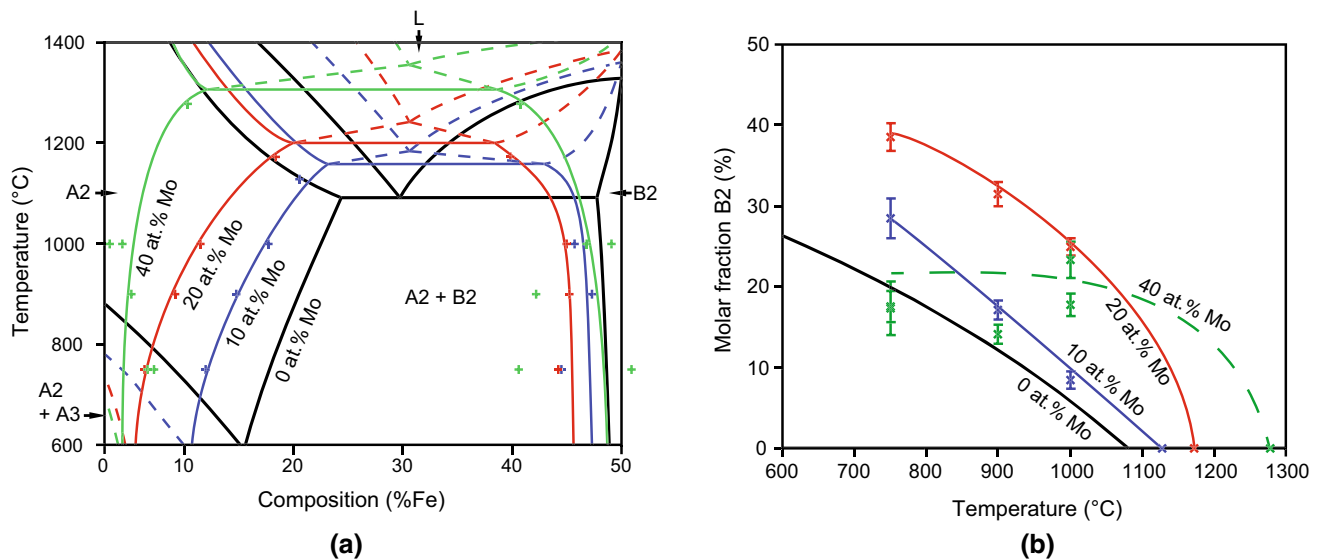 L
1400
1200
1000
800
600
Temperature (°C)
A2
B2
A2
+ A3
A2 + B2
40 at.% Mo
20 at.% Mo
10 at.% Mo
0 at.% Mo
0
10
20
30
40
50
Composition (%Fe)
(a)
50
40
30
20
10
0
Molar fraction B2 (%)
40 at.% Mo
20 at.% Mo
10 at.% Mo
0 at.% Mo
600
700
800
900
1000
1100
1200
1300
Temperature (°C)
(b)